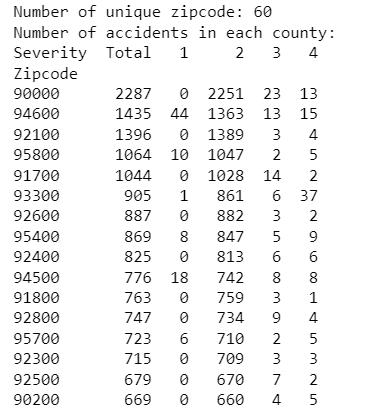 Number of unique zipcode: 60
Number of accidents in each county:
Severity Total 1 2 3 4
Zipcode
90000 2287 0 2251 23 13
94600 1435 44 1363 13 15
92100 1396 0 1389 3 4
95800 1064 10 1047 2 5
91700 1044 0 1028 14 2
93300 905 1 861 6 37
92600 887 0 882 3 2
95400 869 8 847 5 9
92400 825 0 813 6 6
94500 776 18 742 8 8
91800 763 0 759 3 1
92800 747 0 734 9 4
95700 723 6 710 2 5
92300 715 0 709 3 3
92500 679 0 670 7 2
90200 669 0 660 4 5